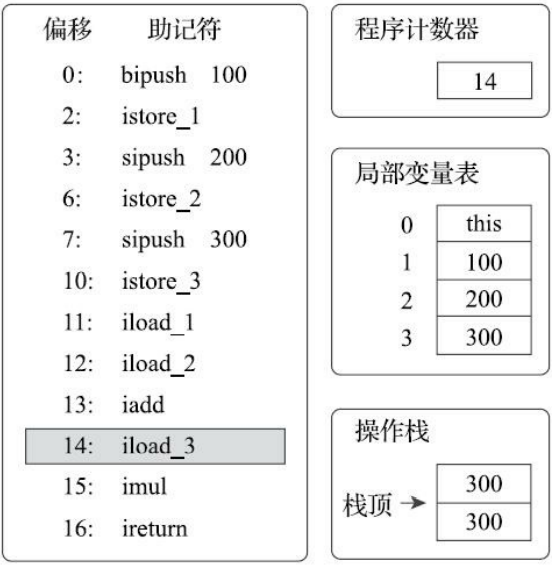 偏移 助记符
0: bipush 100
2: istore_1
3: sipush 200
6: istore_2
7: sipush 300
10: istore_3
11: iload_1
12: iload_2
13: iadd
14: iload_3
15: imul
16: ireturn
程序计数器
14
局部变量表
0 this
1 100
2 200
3 300
操作栈
300
栈顶
300